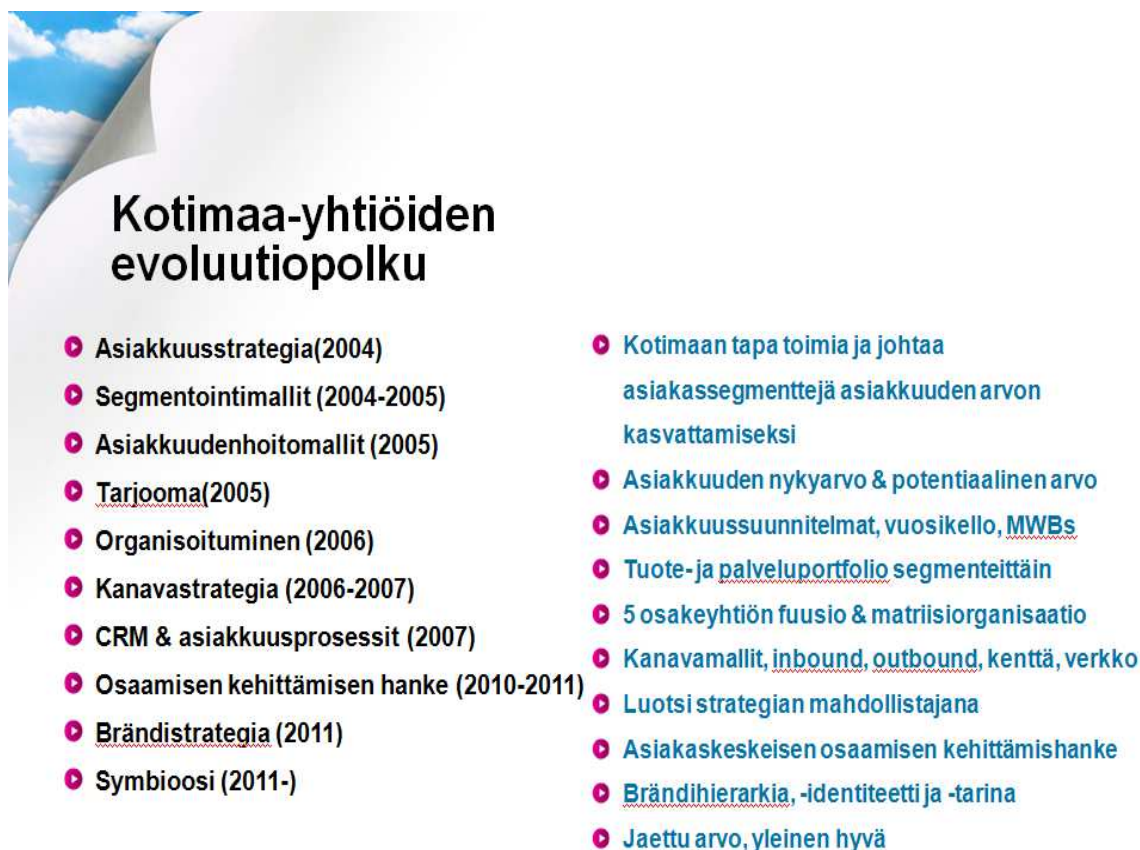 Kotimaa-yhtiöiden
evoluutiopolku
Asiakkuusstrategia(2004)
Segmentointimallit (2004-2005)
Asiakkuudenhoitomallit (2005)
Tarjooma(2005)
Organisoituminen (2006)
Kanavastrategia (2006-2007)
CRM & asiakkuusprosessit (2007)
Osaamisen kehittämisen hanke (2010-2011)
Brändistrategia (2011)
Symbioosi (2011-)
Kotimaan tapa toimia ja johtaa
asiakassegmenttejä asiakkuuden arvon
kasvattamiseksi
Asiakkuuden nykyarvo & potentiaalinen arvo
Asiakkuussuunnitelmat, vuosikello, MWBs
Tuote- ja palveluportfolio segmenteittäin
5 osakeyhtiön fuusio & matriisiorganisaatio
Kanavamallit, inbound, outbound, kenttä, verkko
Luotsi strategian mahdollistajana
Asiakaskeskeisen osaamisen kehittämishanke
Brändihierarkia, -identiteetti ja -tarina
Jaettu arvo, yleinen hyvä